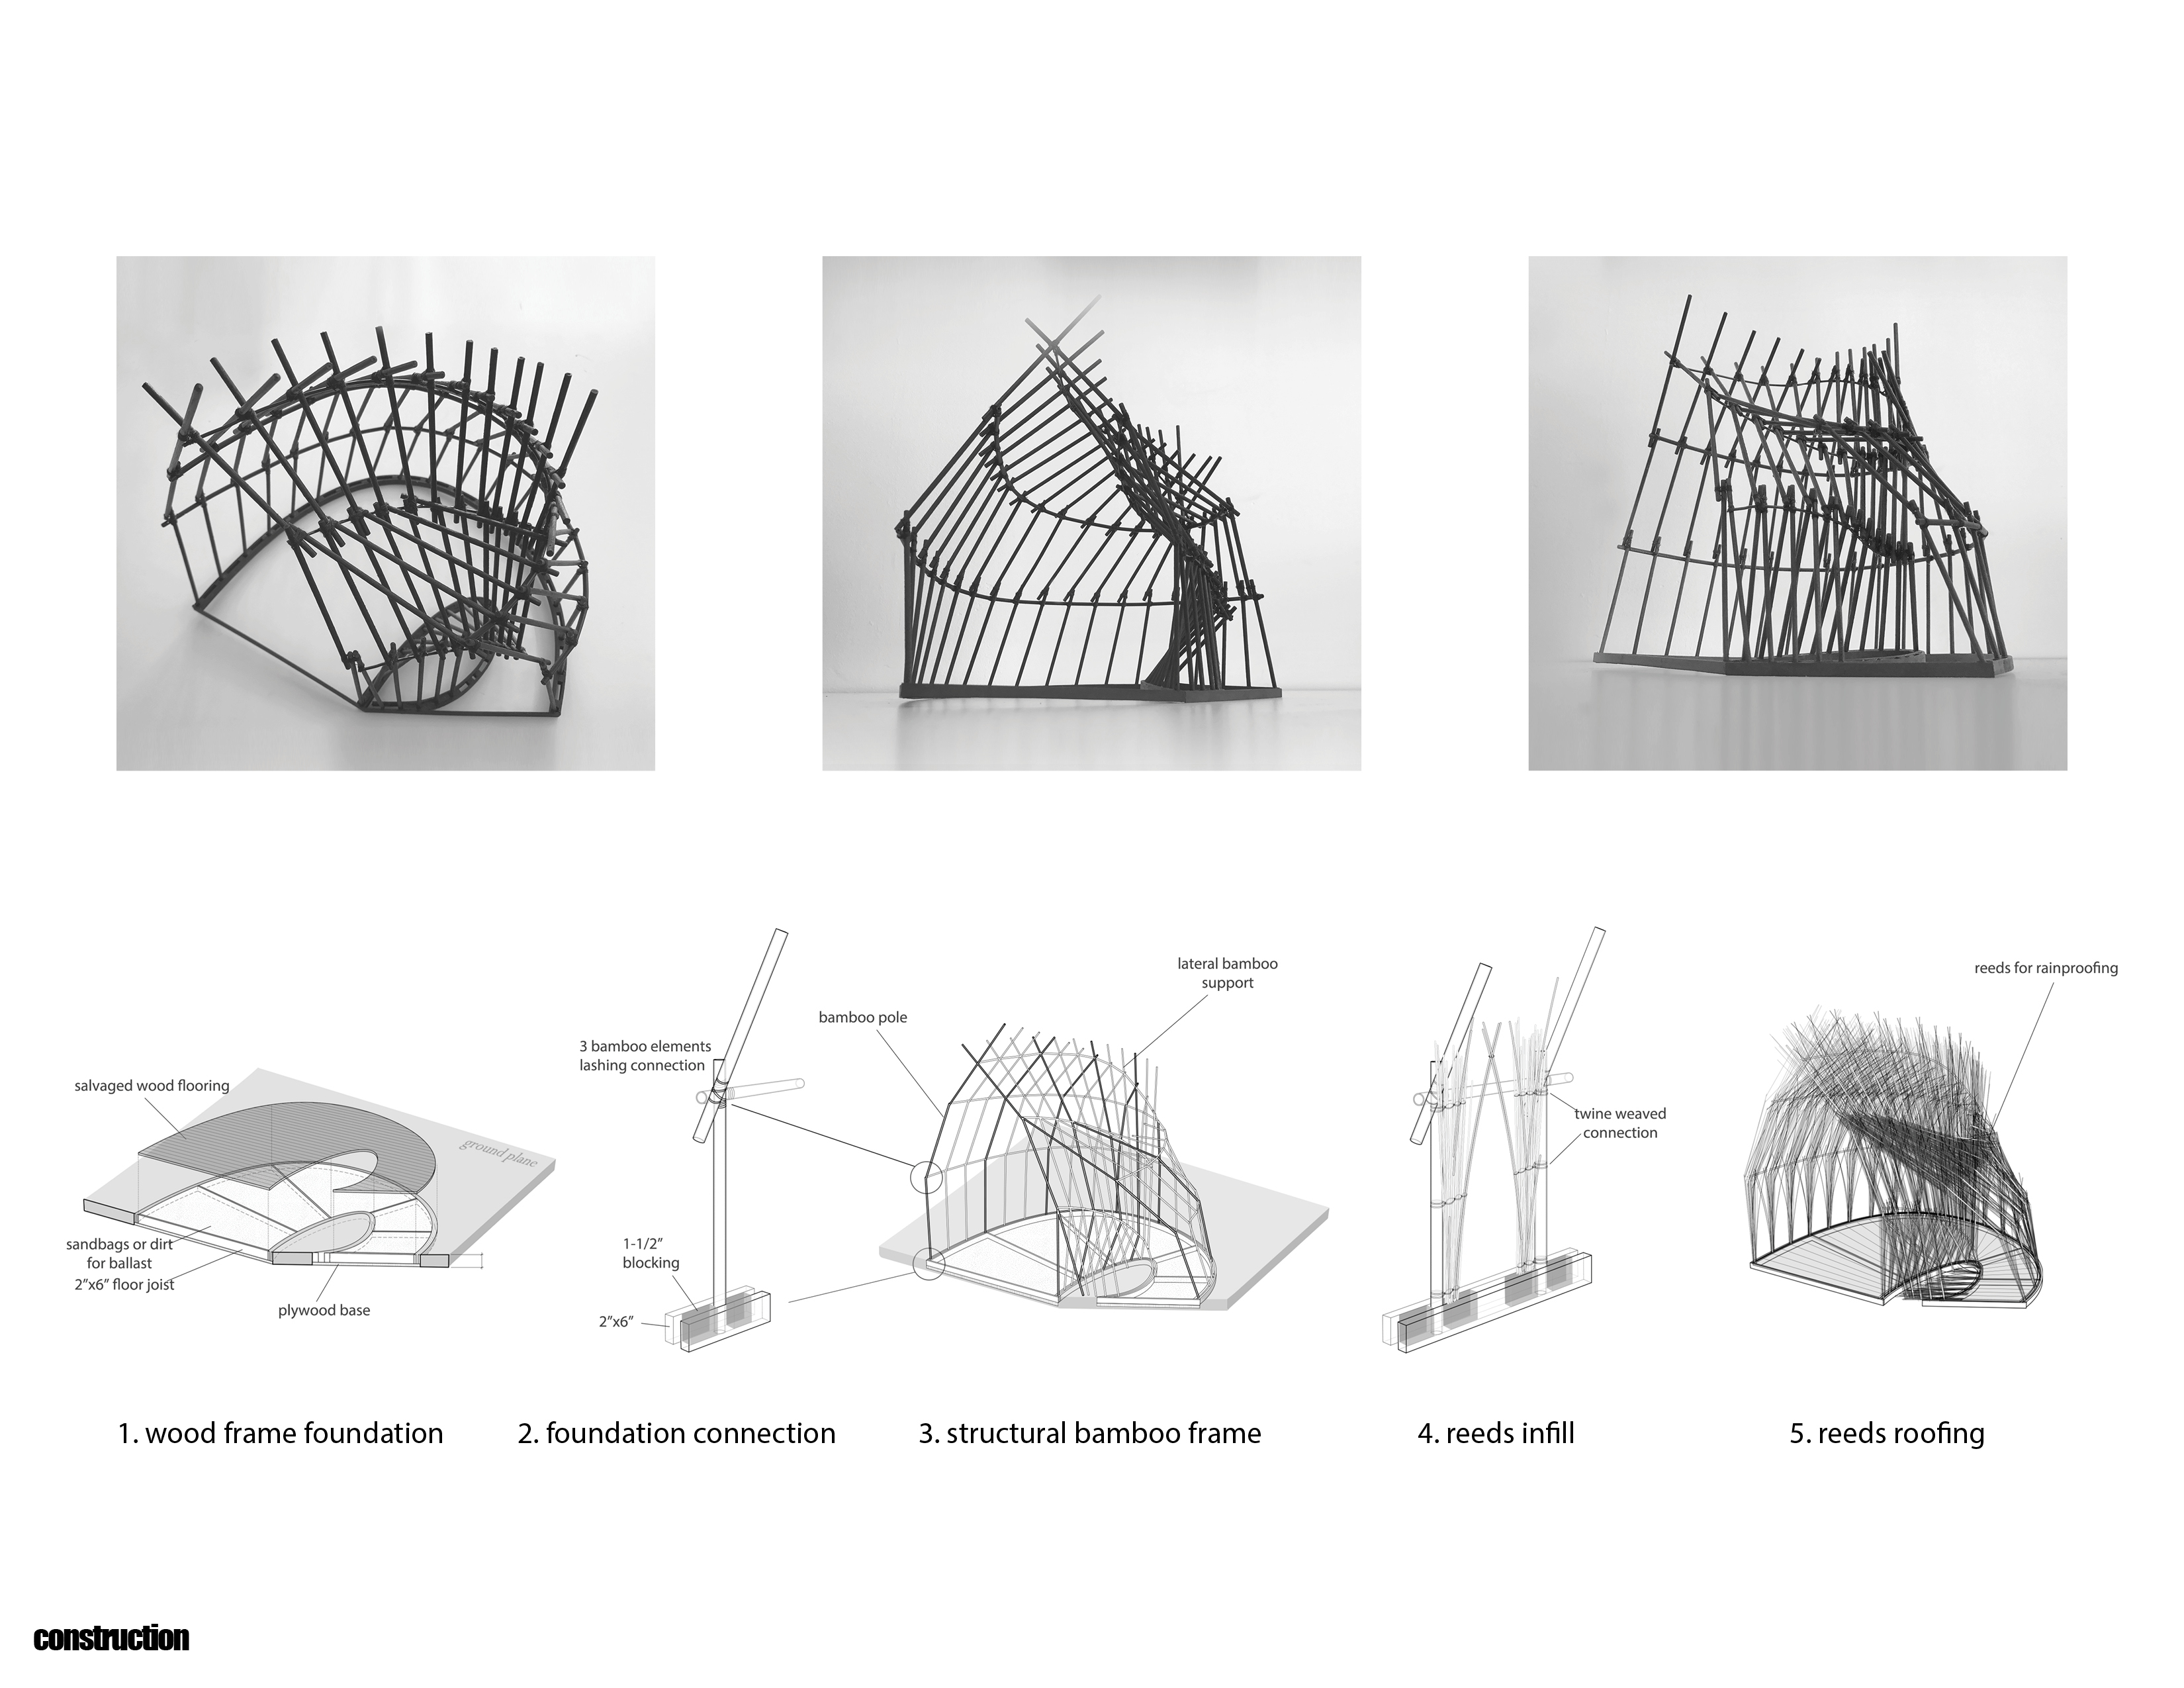 salvaged wood flooring
ground plane
sandbags or dirt
for ballast
2”x6” floor joist
plywood base
3 bamboo elements
lashing connection
1-1/2”
blocking
2”x6”
bamboo pole
lateral bamboo
support
twine weaved
connection
reeds for rainproofing
1. wood frame foundation
2. foundation connection
3. structural bamboo frame
4. reeds infill
5. reeds roofing
construction